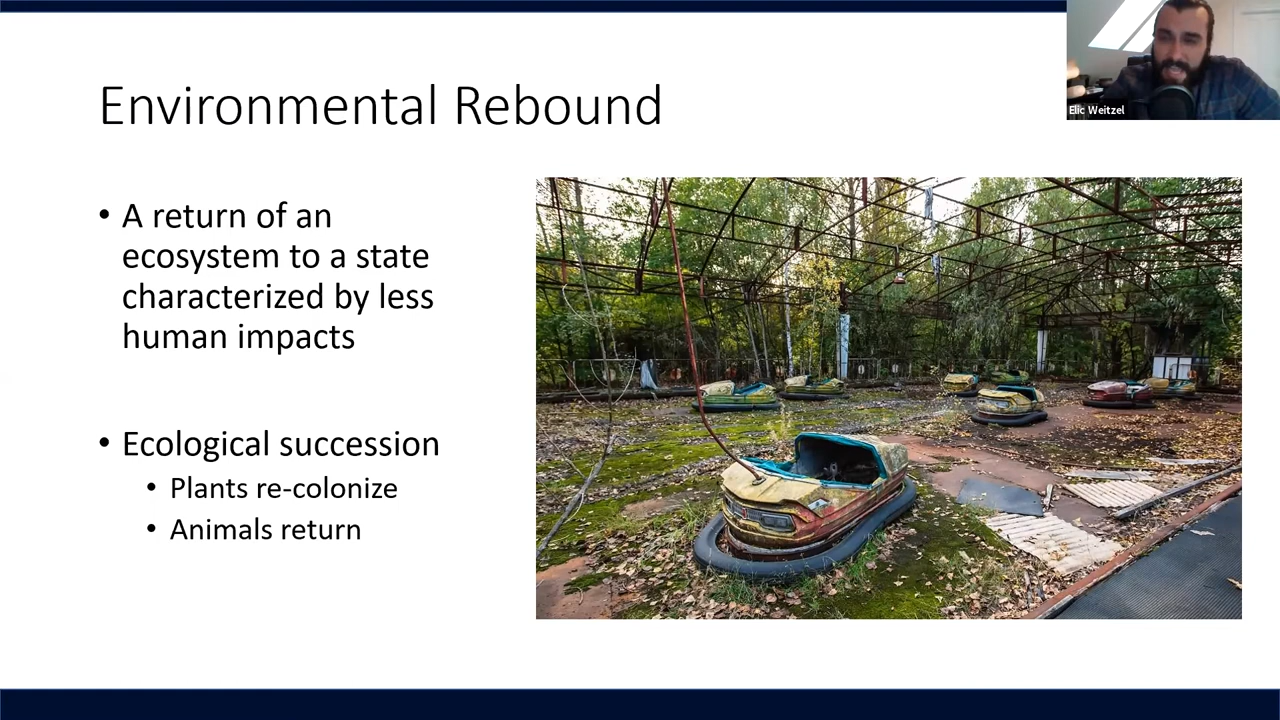 Environmental Rebound
Elic Weitzel
• A return of an
ecosystem to a state
characterized by less
human impacts
• Ecological succession
• Plants re-colonize
• Animals return